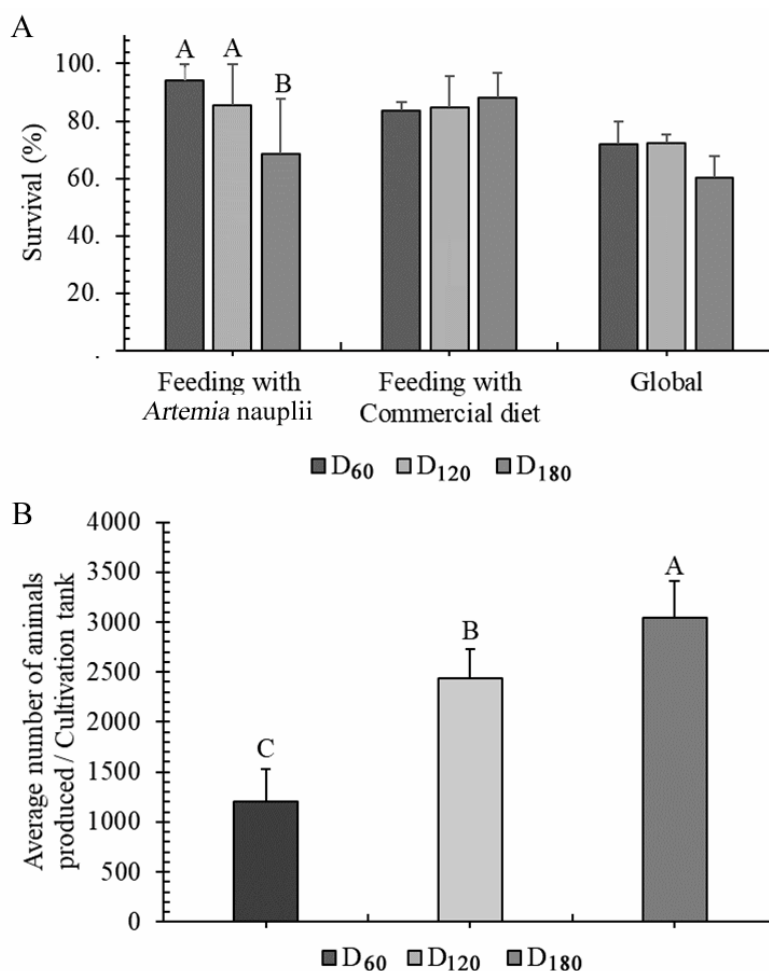 A
Survival (%)
100.
80.
60.
40.
20.
.
A A B
Feeding with
Artemia nauplii
Feeding with
Commercial diet
Global
D60 D120 D180
B
Average number of animals
produced / Cultivation tank
4000
3500
3000
2500
2000
1500
1000
500
0
C B A
D60 D120 D180